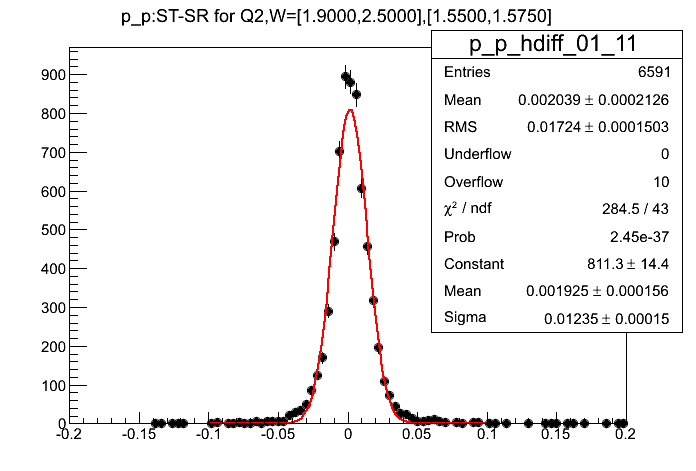 p_p:ST-SR for Q2,W=[1.9000,2.5000],[1.5500,1.5750]
p_p_hdiff_01_11
Entries 6591
Mean 0.002039 ± 0.0002126
RMS 0.01724 ± 0.0001503
Underflow 0
Overflow 10
χ² / ndf 284.5 / 43
Prob 2.45e-37
Constant 811.3 ± 14.4
Mean 0.001925 ± 0.000156
Sigma 0.01235 ± 0.00015
900
800
700
600
500
400
300
200
100
0
-0.2 -0.15 -0.1 -0.05 0 0.05 0.1 0.15 0.2